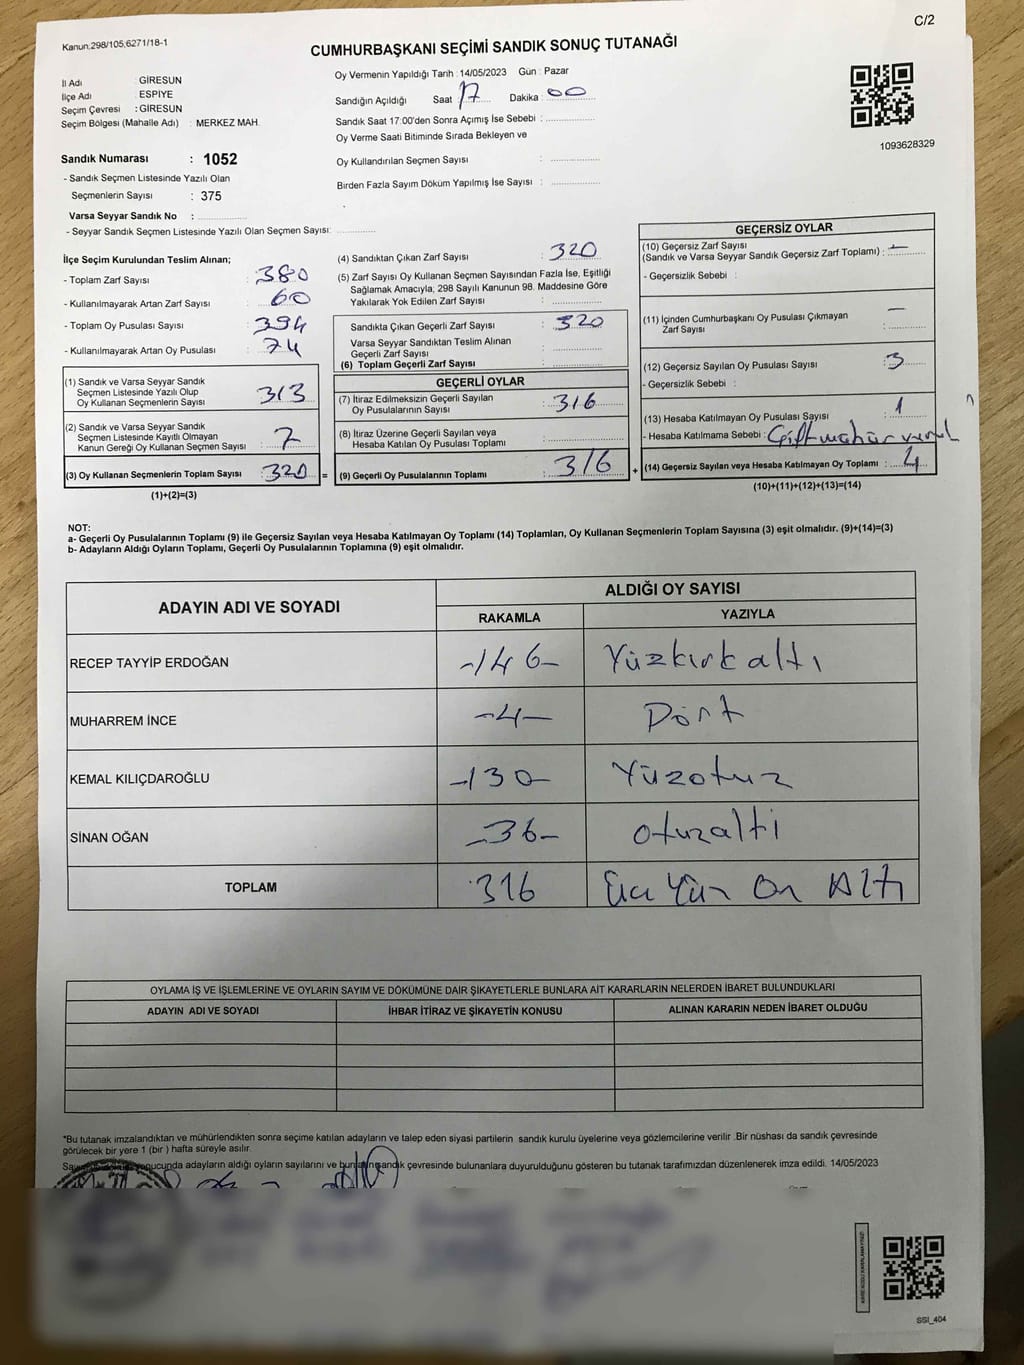 C/2
Kanun.298/105;6271/18-1
CUMHURBAŞKANI SEÇİMİ SANDIK SONUÇ TUTANAĞI
İl Adı : GİRESUN
İlçe Adı : ESPİYE
Seçim Çevresi : GİRESUN
Seçim Bölgesi (Mahalle Adı) : MERKEZ MAH.
Oy Vermenin Yapıldığı Tarih : 14/05/2023 Gün : Pazar
Sandığın Açıldığı Saat 17 Dakika : 00
Sandık Saat 17:00'den Sonra Açımış İse Sebebi :
Oy Verme Saati Bitiminde Sırada Bekleyen ve
Oy Kullandırılan Seçmen Sayısı :
Birden Fazla Sayım Döküm Yapılmış İse Sayısı :
1093628329
Sandık Numarası : 1052
- Sandık Seçmen Listesinde Yazılı Olan
Seçmenlerin Sayısı : 375
Varsa Seyyar Sandık No :
- Seyyar Sandık Seçmen Listesinde Yazılı Olan Seçmen Sayısı:
İlçe Seçim Kurulundan Teslim Alınan;
- Toplam Zarf Sayısı : 380
- Kullanılmayarak Artan Zarf Sayısı : 60
- Toplam Oy Pusulası Sayısı : 394
- Kullanılmayarak Artan Oy Pusulası : 74
(1) Sandık ve Varsa Seyyar Sandık
Seçmen Listesinde Yazılı Olup
Oy Kullanan Seçmenlerin Sayısı : 313
(2) Sandık ve Varsa Seyyar Sandık
Seçmen Listesinde Kayıtlı Olmayan
Kanun Gereği Oy Kullanan Seçmen Sayısı : 7
(3) Oy Kullanan Seçmenlerin Toplam Sayısı : 320 =
(1)+(2)=(3)
(4) Sandıktan Çıkan Zarf Sayısı : 320
(5) Zarf Sayısı Oy Kullanan Seçmen Sayısından Fazla İse, Eşitliği
Sağlamak Amacıyla, 298 Sayılı Kanunun 98. Maddesine Göre
Yakılarak Yok Edilen Zarf Sayısı :
Sandıkta Çıkan Geçerli Zarf Sayısı : 320
Varsa Seyyar Sandıktan Teslim Alınan
Geçerli Zarf Sayısı :
(6) Toplam Geçerli Zarf Sayısı :
GEÇERLİ OYLAR
(7) İtiraz Edilmeksizin Geçerli Sayılan
Oy Pusulalarının Sayısı : 316
(8) İtiraz Üzerine Geçerli Sayılan veya
Hesaba Katılan Oy Pusulası Toplamı :
(9) Geçerli Oy Pusulalarının Toplamı : 316 +
GEÇERSİZ OYLAR
(10) Geçersiz Zarf Sayısı
(Sandık ve Varsa Seyyar Sandık Geçersiz Zarf Toplamı) : —
- Geçersizlik Sebebi :
(11) İçinden Cumhurbaşkanı Oy Pusulası Çıkmayan
Zarf Sayısı : —
(12) Geçersiz Sayılan Oy Pusulası Sayısı : 3
- Geçersizlik Sebebi :
(13) Hesaba Katılmayan Oy Pusulası Sayısı : 1
- Hesaba Katılmama Sebebi : Çift mühür
(14) Geçersiz Sayılan veya Hesaba Katılmayan Oy Toplamı : 4
(10)+(11)+(12)+(13)=(14)
NOT:
a- Geçerli Oy Pusulalarının Toplamı (9) ile Geçersiz Sayılan veya Hesaba Katılmayan Oy Toplamı (14) Toplamları, Oy Kullanan Seçmenlerin Toplam Sayısına (3) eşit olmalıdır. (9)+(14)=(3)
b- Adayların Aldığı Oyların Toplamı, Geçerli Oy Pusulalarının Toplamına (9) eşit olmalıdır.
ADAYIN ADI VE SOYADI ALDIĞI OY SAYISI
RAKAMLA YAZIYLA
RECEP TAYYİP ERDOĞAN -146- Yüzkırkaltı
MUHARREM İNCE -4- Dört
KEMAL KILIÇDAROĞLU -130- Yüzotuz
SİNAN OĞAN -36- Otuzaltı
TOPLAM 316 Üç Yüz On Altı
OYLAMA İŞ VE İŞLEMLERİNE VE OYLARIN SAYIM VE DÖKÜMÜNE DAİR ŞİKAYETLERLE BUNLARA AİT KARARLARIN NELERDEN İBARET BULUNDUKLARI
ADAYIN ADI VE SOYADI İHBAR İTİRAZ VE ŞİKAYETİN KONUSU ALINAN KARARIN NEDEN İBARET OLDUĞU
*Bu tutanak imzalandıktan ve mühürlendikten sonra seçime katılan adayların ve talep eden siyasi partilerin sandık kurulu üyelerine veya gözlemcilerine verilir .Bir nüshası da sandık çevresinde
görülecek bir yere 1 (bir ) hafta süreyle asılır.
adayların aldığı oyların sayılarını ve sandık çevresinde bulunanlara duyurulduğunu gösteren bu tutanak tarafımızdan düzenlenerek imza edildi. 14/05/2023
SSI_404